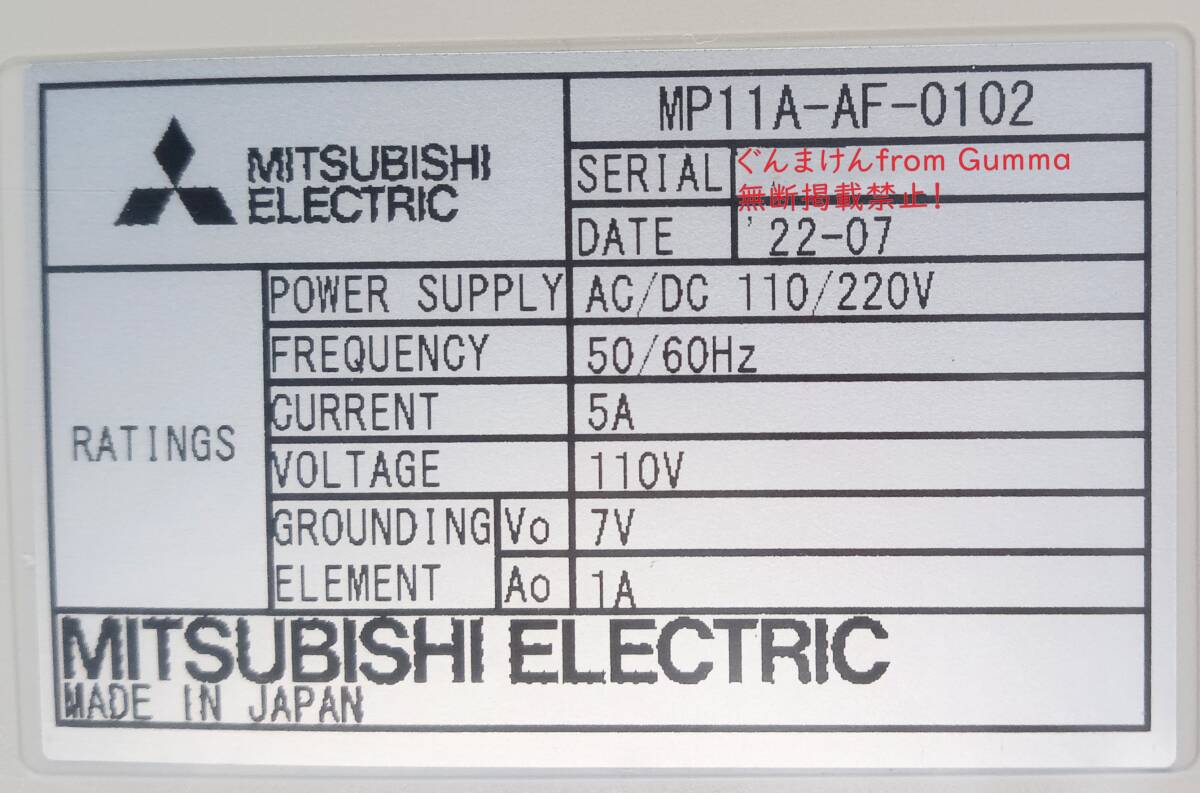 MITSUBISHI
ELECTRIC
MP11A-AF-0102
SERIAL ぐんまけんfrom Gumma
無断掲載禁止!
DATE '22-07
RATINGS
POWER SUPPLY AC/DC 110/220V
FREQUENCY 50/60Hz
CURRENT 5A
VOLTAGE 110V
GROUNDING Vo 7V
ELEMENT Ao 1A
MITSUBISHI ELECTRIC
MADE IN JAPAN